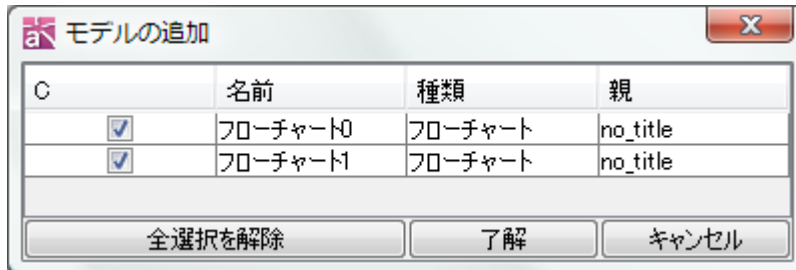 モデルの追加
C 名前 種類 親
フローチャート0 フローチャート no_title
フローチャート1 フローチャート no_title
全選択を解除 了解 キャンセル